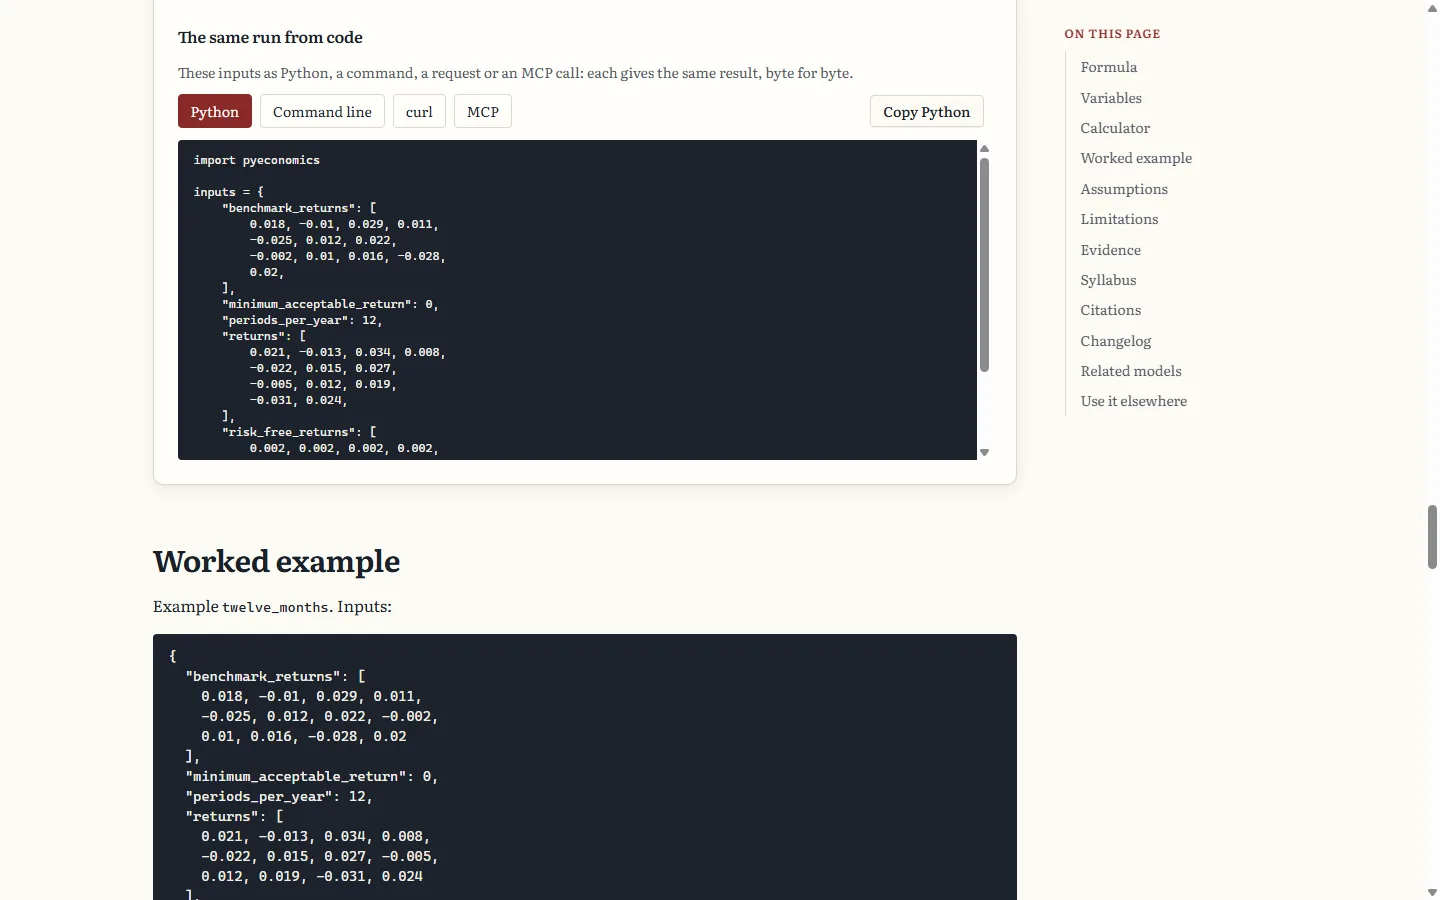 The same run from code
These inputs as Python, a command, a request or an MCP call: each gives the same result, byte for byte.
Python
Command line
curl
MCP
Copy Python
import pyeconomics
inputs = {
"benchmark_returns": [
0.018, -0.01, 0.029, 0.011,
-0.025, 0.012, 0.022,
-0.002, 0.01, 0.016, -0.028,
0.02,
],
"minimum_acceptable_return": 0,
"periods_per_year": 12,
"returns": [
0.021, -0.013, 0.034, 0.008,
-0.022, 0.015, 0.027,
-0.005, 0.012, 0.019,
-0.031, 0.024,
],
"risk_free_returns": [
0.002, 0.002, 0.002, 0.002,
Worked example
Example twelve_months. Inputs:
{
"benchmark_returns": [
0.018, -0.01, 0.029, 0.011,
-0.025, 0.012, 0.022, -0.002,
0.01, 0.016, -0.028, 0.02
],
"minimum_acceptable_return": 0,
"periods_per_year": 12,
"returns": [
0.021, -0.013, 0.034, 0.008,
-0.022, 0.015, 0.027, -0.005,
0.012, 0.019, -0.031, 0.024
],
ON THIS PAGE
Formula
Variables
Calculator
Worked example
Assumptions
Limitations
Evidence
Syllabus
Citations
Changelog
Related models
Use it elsewhere